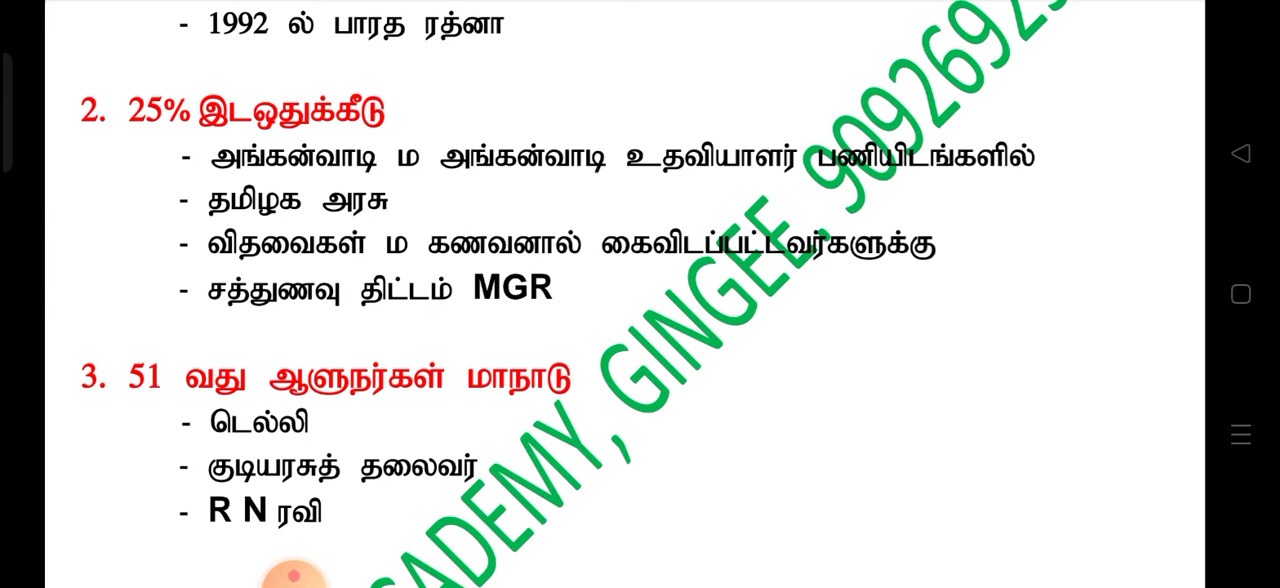 - 1992 ல் பாரத ரத்னா
2. 25% இடஒதுக்கீடு
- அங்கன்வாடி ம அங்கன்வாடி உதவியாளர் பணியிடங்களில்
- தமிழக அரசு
- விதவைகள் ம கணவனால் கைவிடப்பட்டவர்களுக்கு
- சத்துணவு திட்டம் MGR
3. 51 வது ஆளுநர்கள் மாநாடு
- டெல்லி
- குடியரசுத் தலைவர்
- R N ரவி
GINGEE.